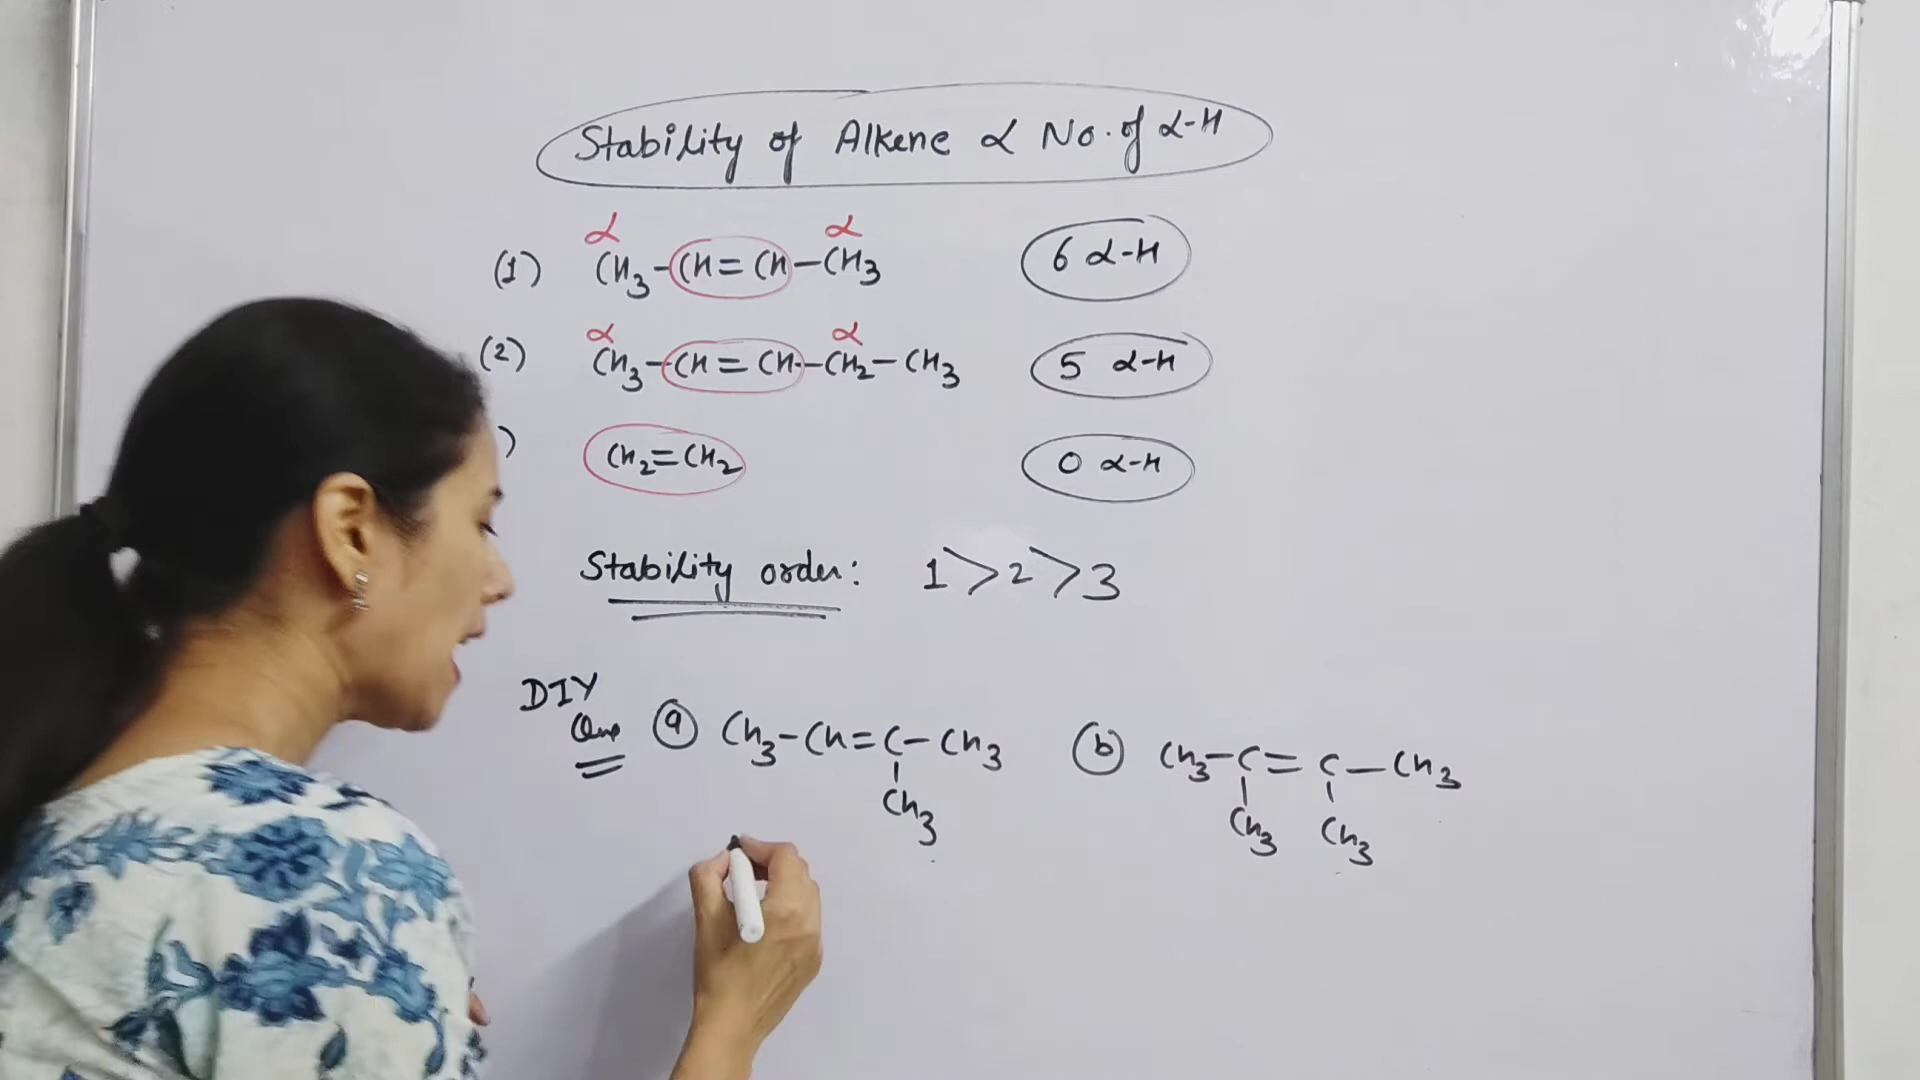 Stability of Alkene α No. of α-H
α α
(1) CH3-CH=CH-CH3 6 α-H
α α
(2) CH3-CH=CH-CH2-CH3 5 α-H
) CH2=CH2 0 α-H
Stability order: 1>2>3
DIY
Que (a) CH3-CH=C-CH3 (b) CH3-C=C-CH3
CH3 CH3 CH3